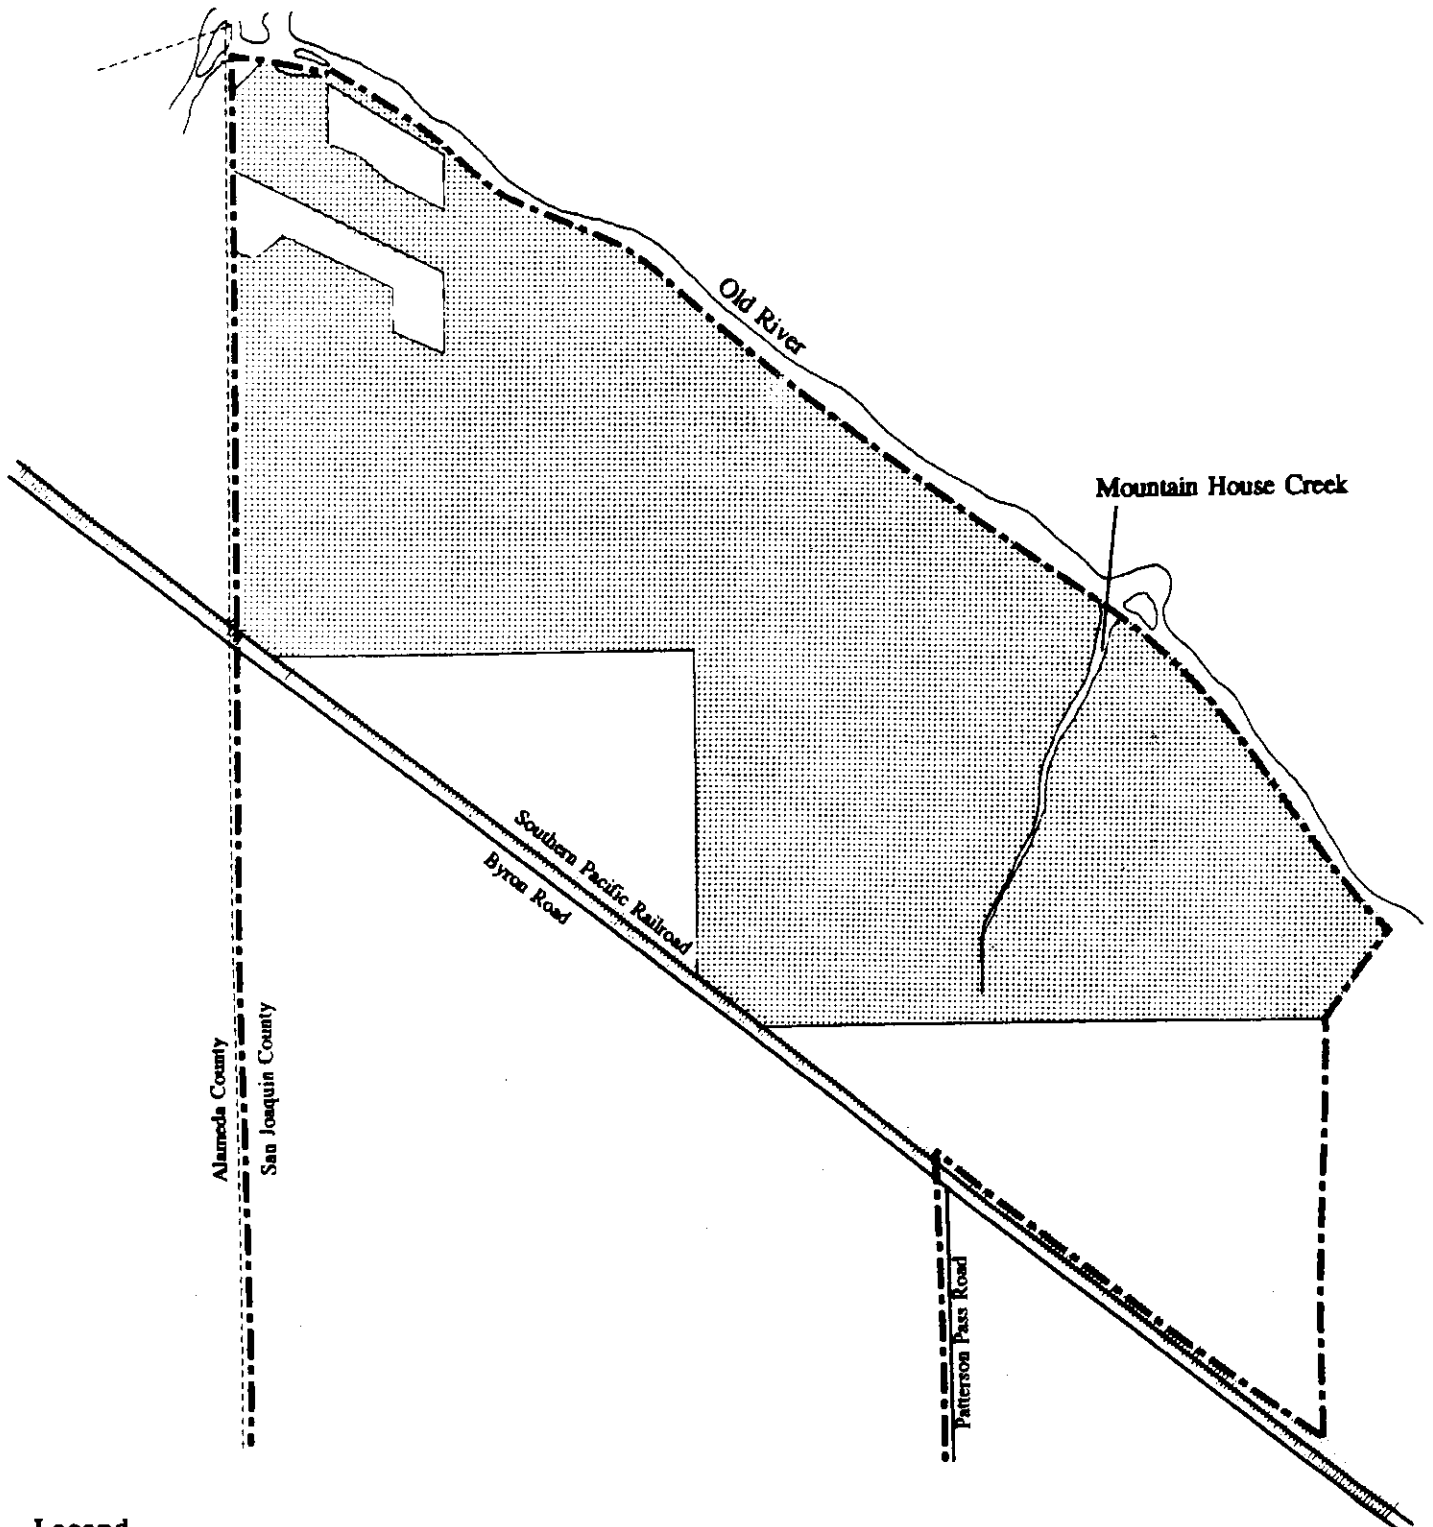 Old River
Mountain House Creek
Southern Pacific Railroad
Byron Road
Alameda County
San Joaquin County
Patterson Pass Road
Legend